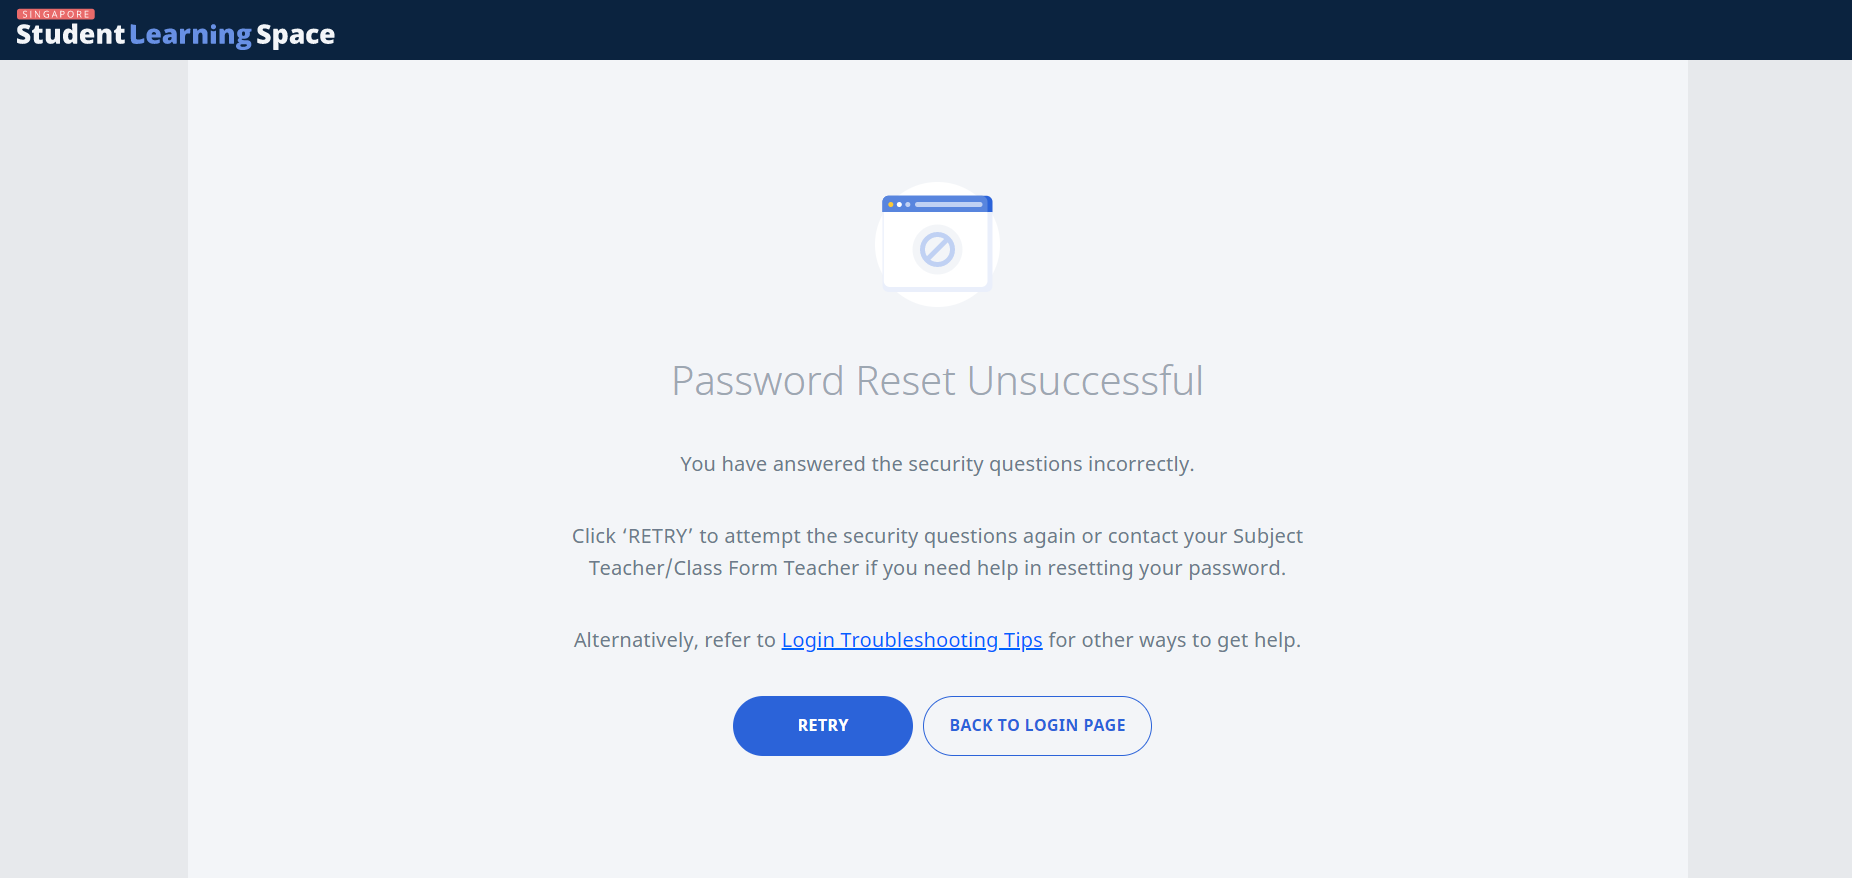 SINGAPORE
Student Learning Space
Password Reset Unsuccessful
You have answered the security questions incorrectly.
Click ‘RETRY’ to attempt the security questions again or contact your Subject
Teacher/Class Form Teacher if you need help in resetting your password.
Alternatively, refer to Login Troubleshooting Tips for other ways to get help.
RETRY
BACK TO LOGIN PAGE